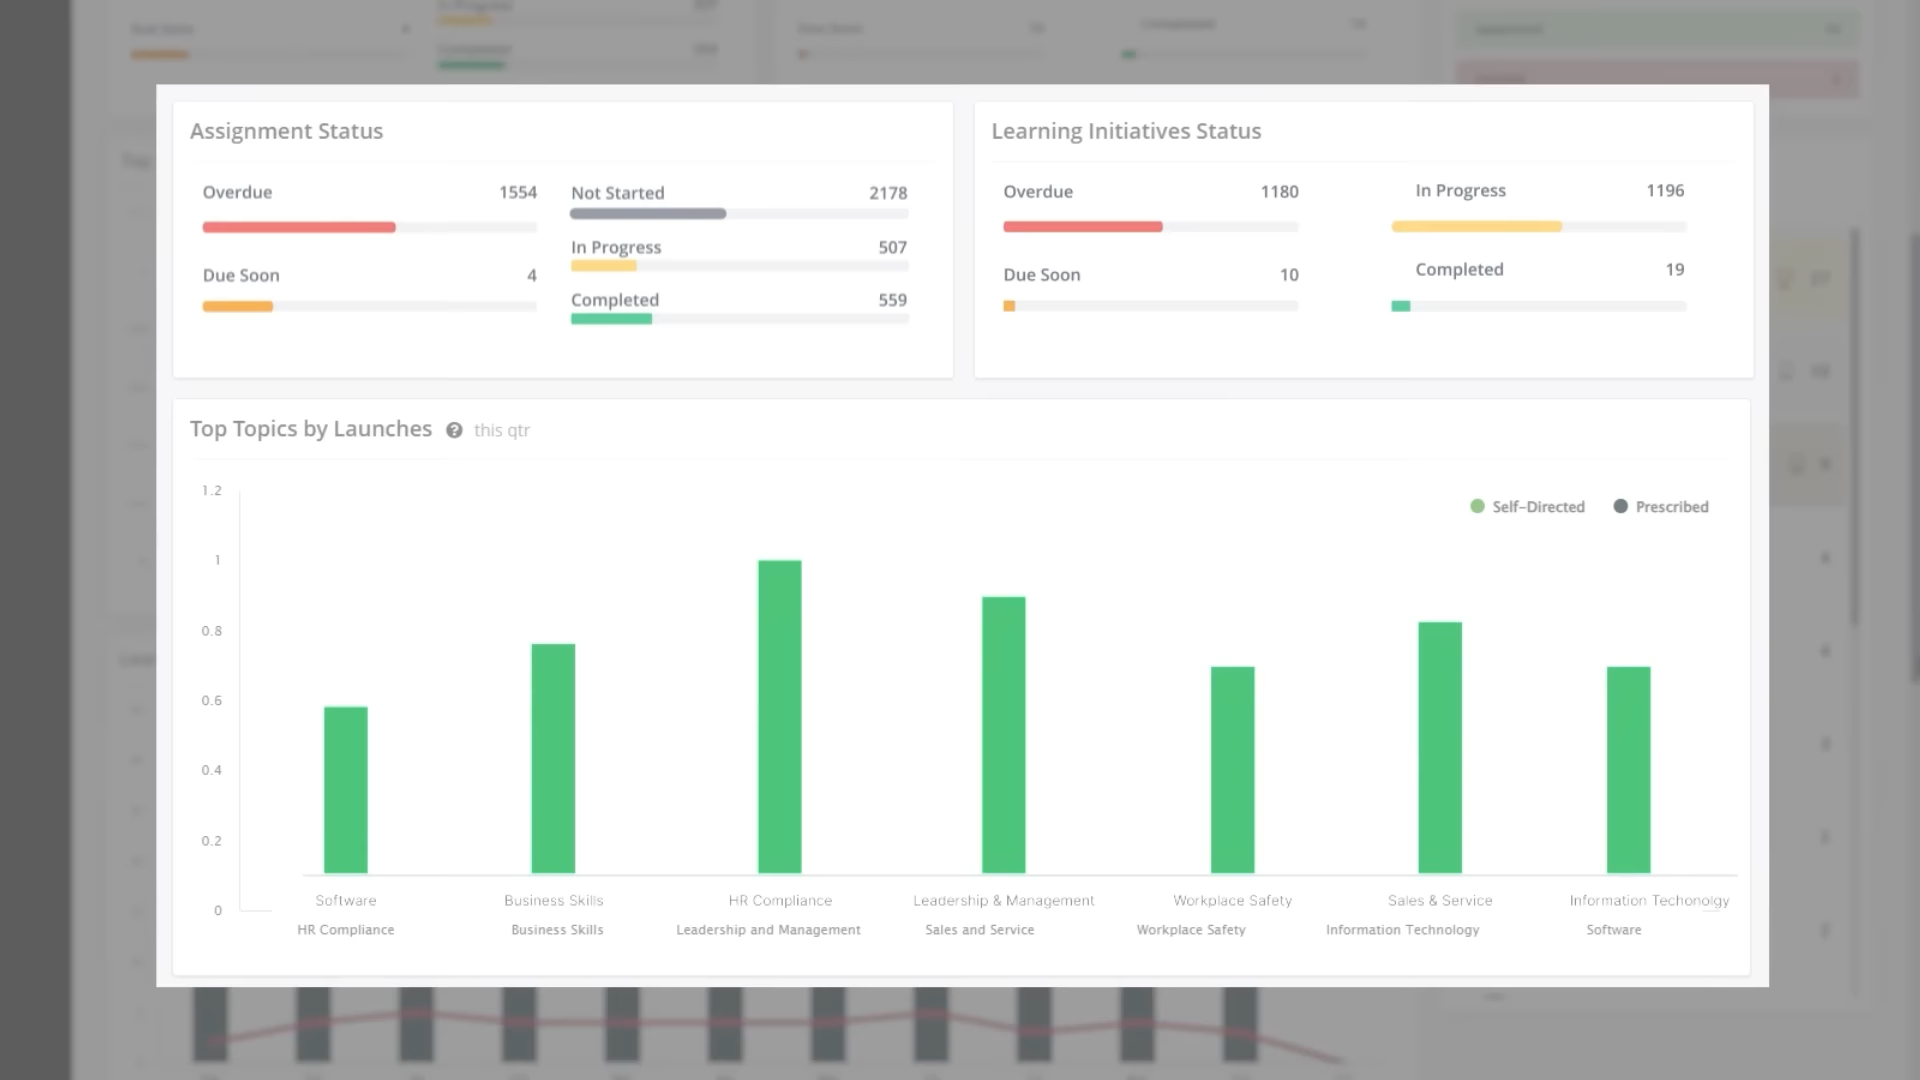 Assignment Status
Overdue 1554
Due Soon 4
Not Started 2178
In Progress 507
Completed 559
Learning Initiatives Status
Overdue 1180
Due Soon 10
In Progress 1196
Completed 19
Top Topics by Launches ? this qtr
Self-Directed Prescribed
1.2
1
0.8
0.6
0.4
0.2
0
Software Business Skills HR Compliance Leadership & Management Workplace Safety Sales & Service Information Techonolgy
HR Compliance Business Skills Leadership and Management Sales and Service Workplace Safety Information Technology Software